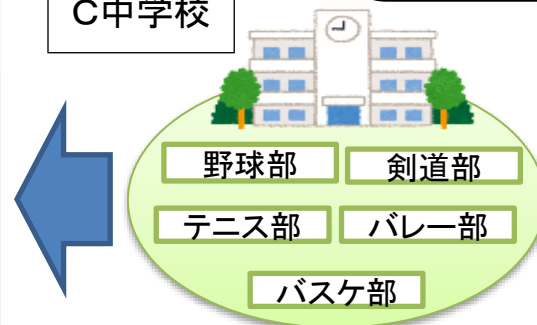 C中学校
野球部
剣道部
テニス部
バレー部
バスケ部